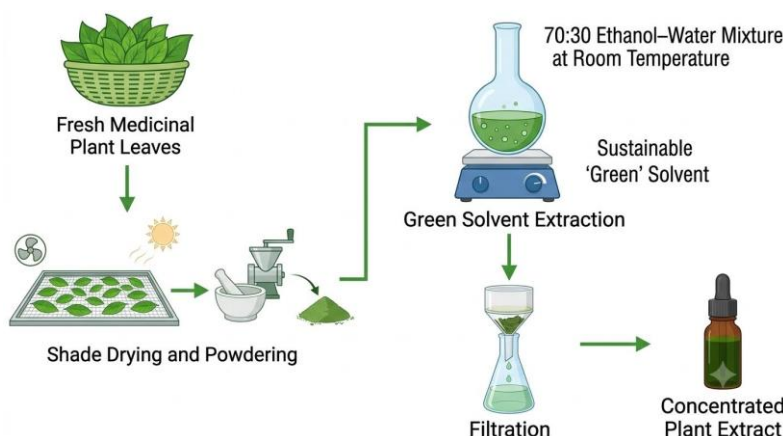 Fresh Medicinal
Plant Leaves
Shade Drying and Powdering
70:30 Ethanol–Water Mixture
at Room Temperature
Sustainable
‘Green’ Solvent
Green Solvent Extraction
Filtration
Concentrated
Plant Extract